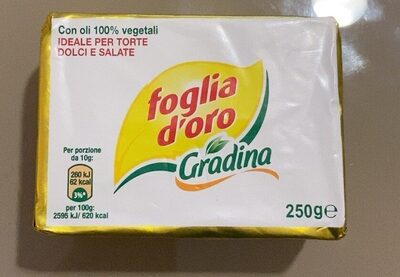 Con oli 100% vegetali
IDEALE PER TORTE
DOLCI E SALATE
foglia
d'oro
Gradina
Per porzione
da 10g:
260 kJ
62 kcal
3%*
per 100g:
2595 kJ/ 620 kcal
250g℮